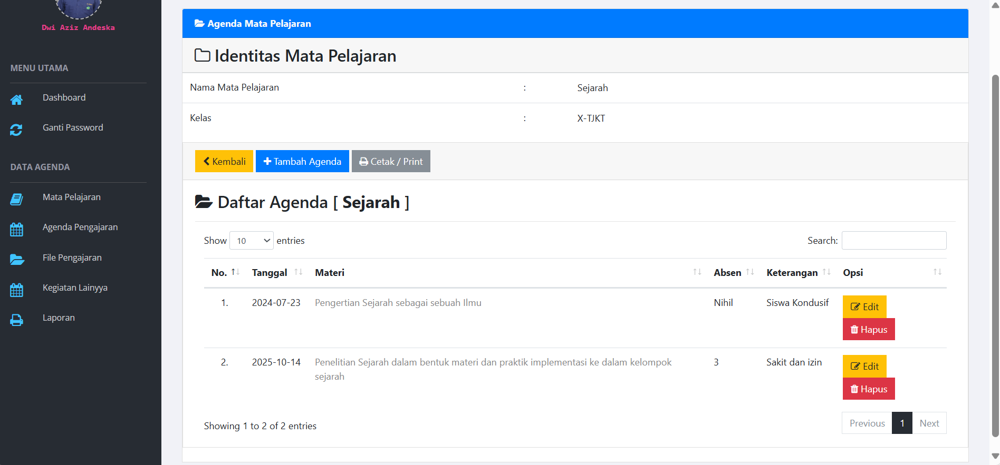 Dwi Aziz Andeska
MENU UTAMA
Dashboard
Ganti Password
DATA AGENDA
Mata Pelajaran
Agenda Pengajaran
File Pengajaran
Kegiatan Lainyya
Laporan
Agenda Mata Pelajaran
Identitas Mata Pelajaran
Nama Mata Pelajaran : Sejarah
Kelas : X-TJKT
Kembali Tambah Agenda Cetak / Print
Daftar Agenda [ Sejarah ]
Show 10 entries Search:
No. Tanggal Materi Absen Keterangan Opsi
1. 2024-07-23 Pengertian Sejarah sebagai sebuah Ilmu Nihil Siswa Kondusif Edit
Hapus
2. 2025-10-14 Penelitian Sejarah dalam bentuk materi dan praktik implementasi ke dalam kelompok 3 Sakit dan izin Edit
sejarah
Hapus
Showing 1 to 2 of 2 entries Previous 1 Next